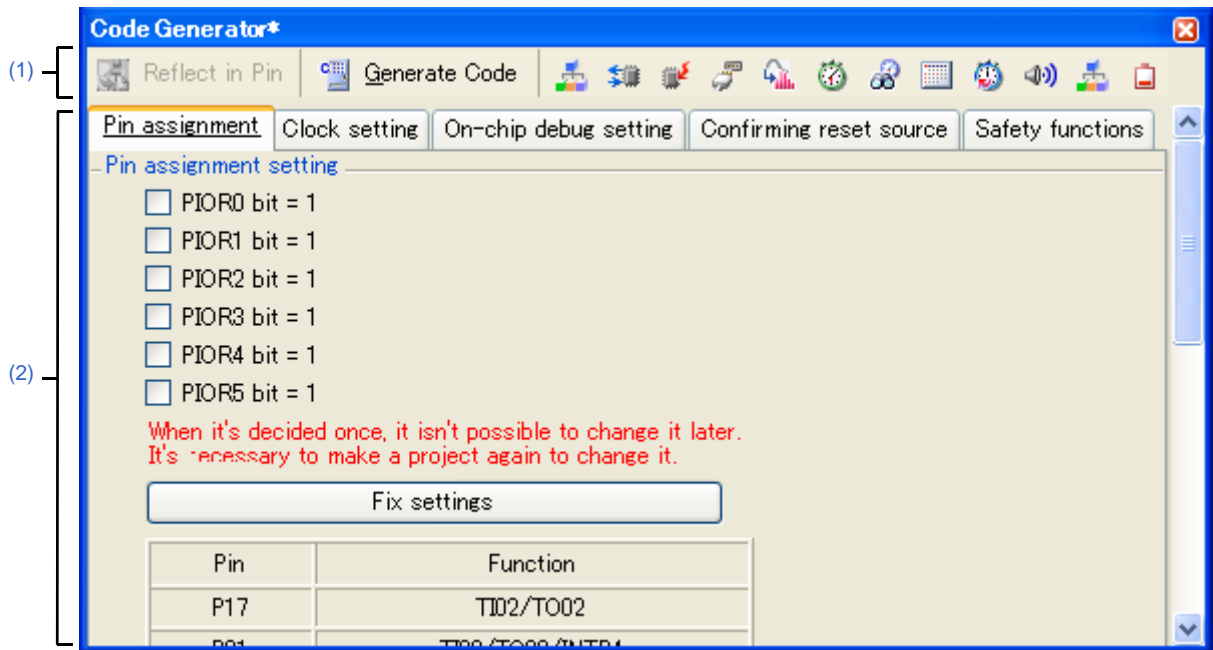 Code Generator*
(1)
Reflect in Pin Generate Code
Pin assignment Clock setting On-chip debug setting Confirming reset source Safety functions
(2)
Pin assignment setting
PIOR0 bit = 1
PIOR1 bit = 1
PIOR2 bit = 1
PIOR3 bit = 1
PIOR4 bit = 1
PIOR5 bit = 1
When it's decided once, it isn't possible to change it later.
It's necessary to make a project again to change it.
Fix settings
Pin Function
P17 TI02/TO02